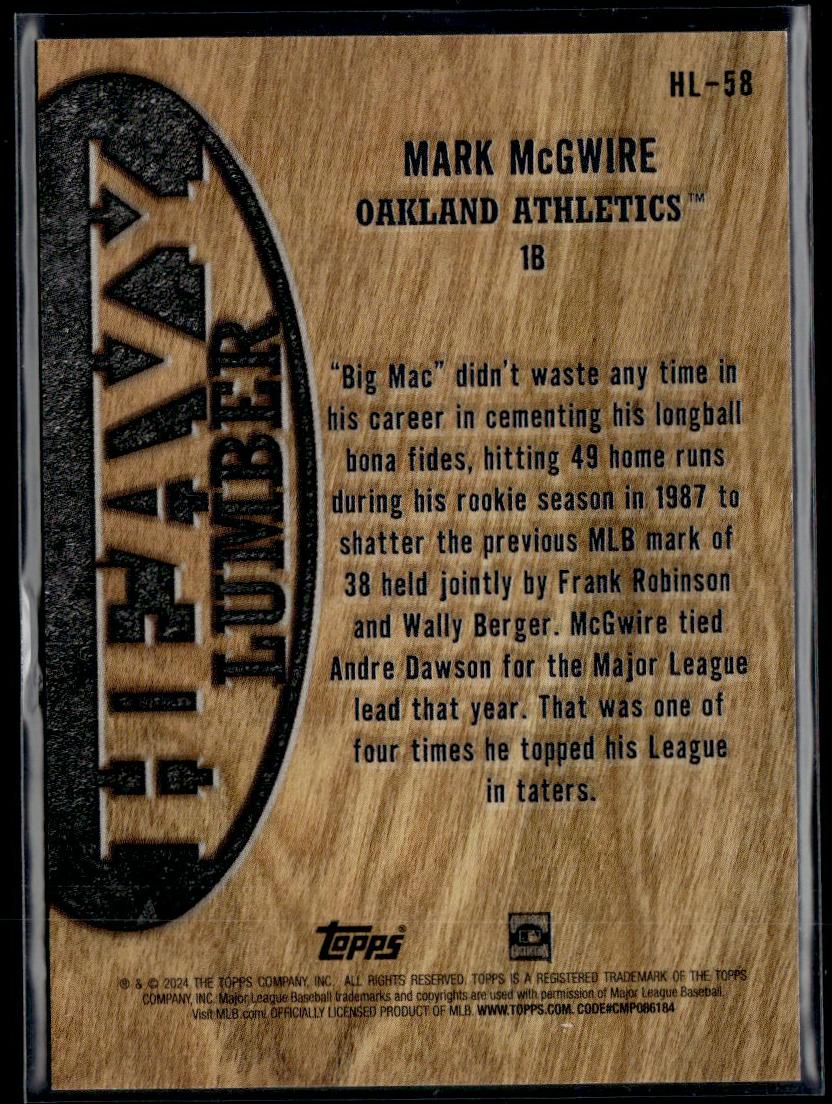 HL-58
MARK McGWIRE
OAKLAND ATHLETICS™
1B
HEAVY
LUMBER
“Big Mac” didn’t waste any time in
his career in cementing his longball
bona fides, hitting 49 home runs
during his rookie season in 1987 to
shatter the previous MLB mark of
38 held jointly by Frank Robinson
and Wally Berger. McGwire tied
Andre Dawson for the Major League
lead that year. That was one of
four times he topped his League
in taters.
Topps®
® & © 2024 THE TOPPS COMPANY, INC. ALL RIGHTS RESERVED. TOPPS IS A REGISTERED TRADEMARK OF THE TOPPS
COMPANY, INC. Major League Baseball trademarks and copyrights are used with permission of Major League Baseball.
Visit MLB.com. OFFICIALLY LICENSED PRODUCT OF MLB. WWW.TOPPS.COM. CODE#CMP086184